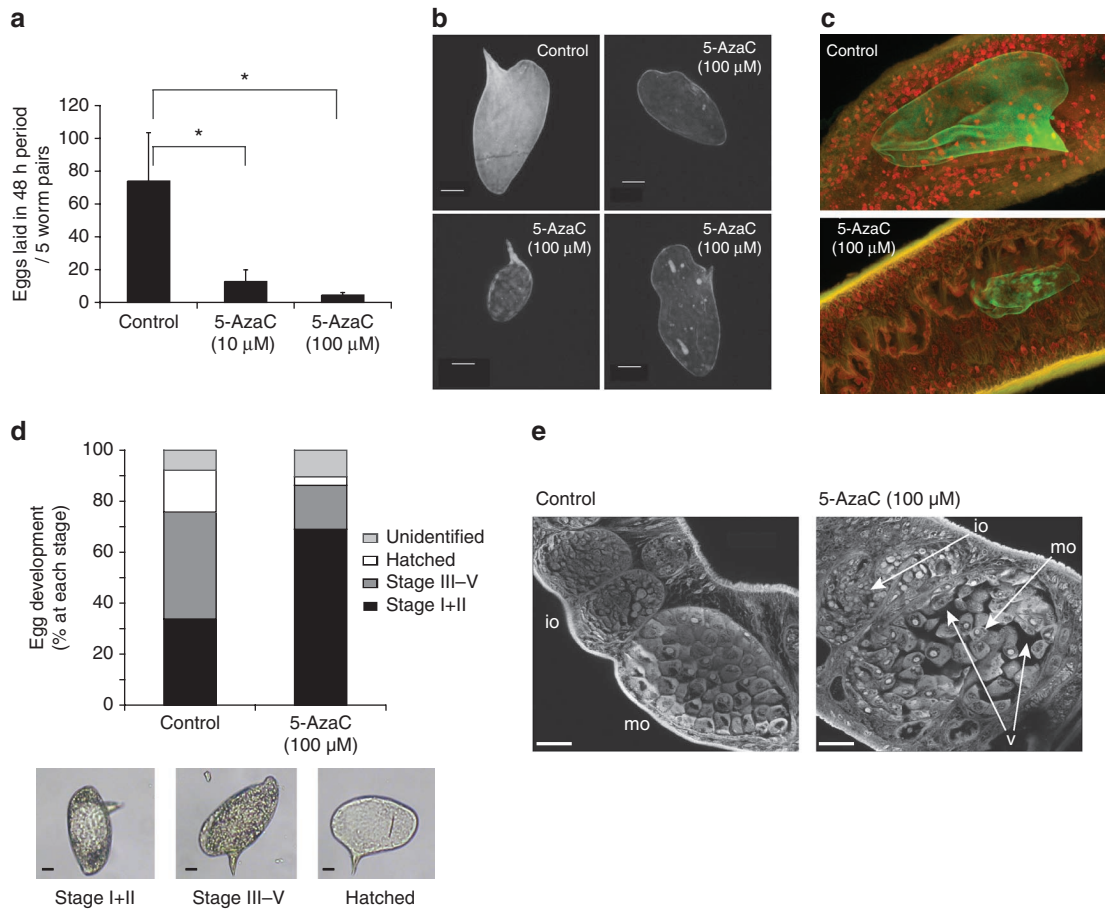 a
*
*
120
100
80
60
40
20
0
Eggs laid in 48 h period
/ 5 worm pairs
Control
5-AzaC
(10 µM)
5-AzaC
(100 µM)
b
Control
5-AzaC
(100 µM)
5-AzaC
(100 µM)
5-AzaC
(100 µM)
c
Control
5-AzaC
(100 µM)
d
100
80
60
40
20
0
Egg development
(% at each stage)
Control
5-AzaC
(100 µM)
Unidentified
Hatched
Stage III–V
Stage I+II
Stage I+II
Stage III–V
Hatched
e
Control
io
mo
5-AzaC (100 µM)
io
mo
v